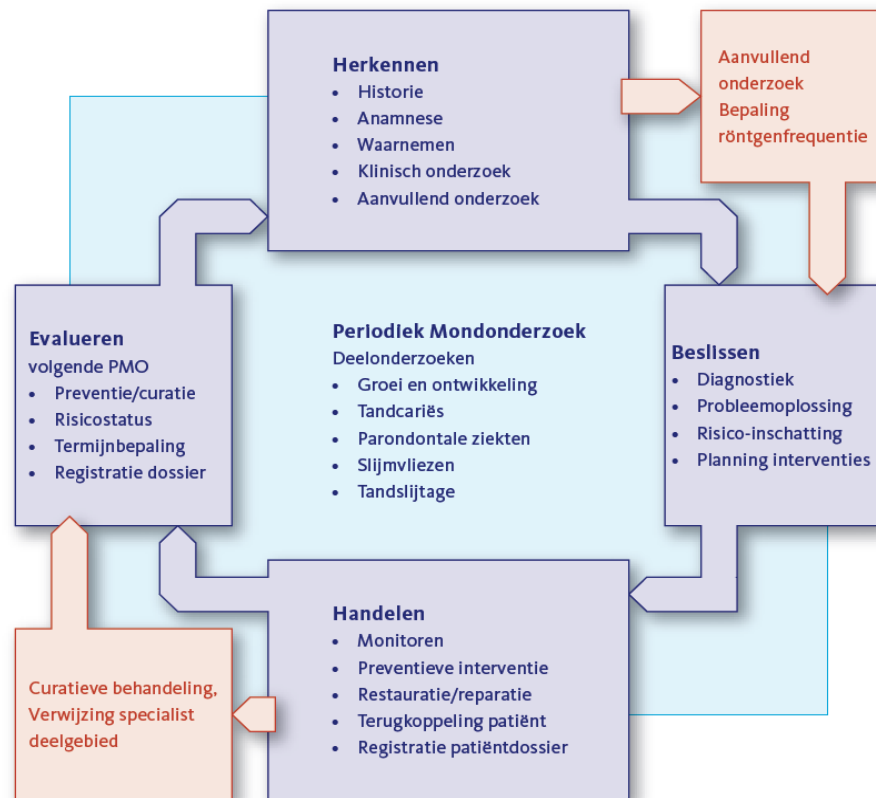 Herkennen
• Historie
• Anamnese
• Waarnemen
• Klinisch onderzoek
• Aanvullend onderzoek
Aanvullend
onderzoek
Bepaling
röntgenfrequentie
Evalueren
volgende PMO
• Preventie/curatie
• Risicostatus
• Termijnbepaling
• Registratie dossier
Periodiek Mondonderzoek
Deelonderzoeken
• Groei en ontwikkeling
• Tandcariës
• Parondontale ziekten
• Slijmvliezen
• Tandslijtage
Beslissen
• Diagnostiek
• Probleemoplossing
• Risico-inschatting
• Planning interventies
Handelen
• Monitoren
• Preventieve interventie
• Restauratie/reparatie
• Terugkoppeling patiënt
• Registratie patiëntdossier
Curatieve behandeling,
Verwijzing specialist
deelgebied